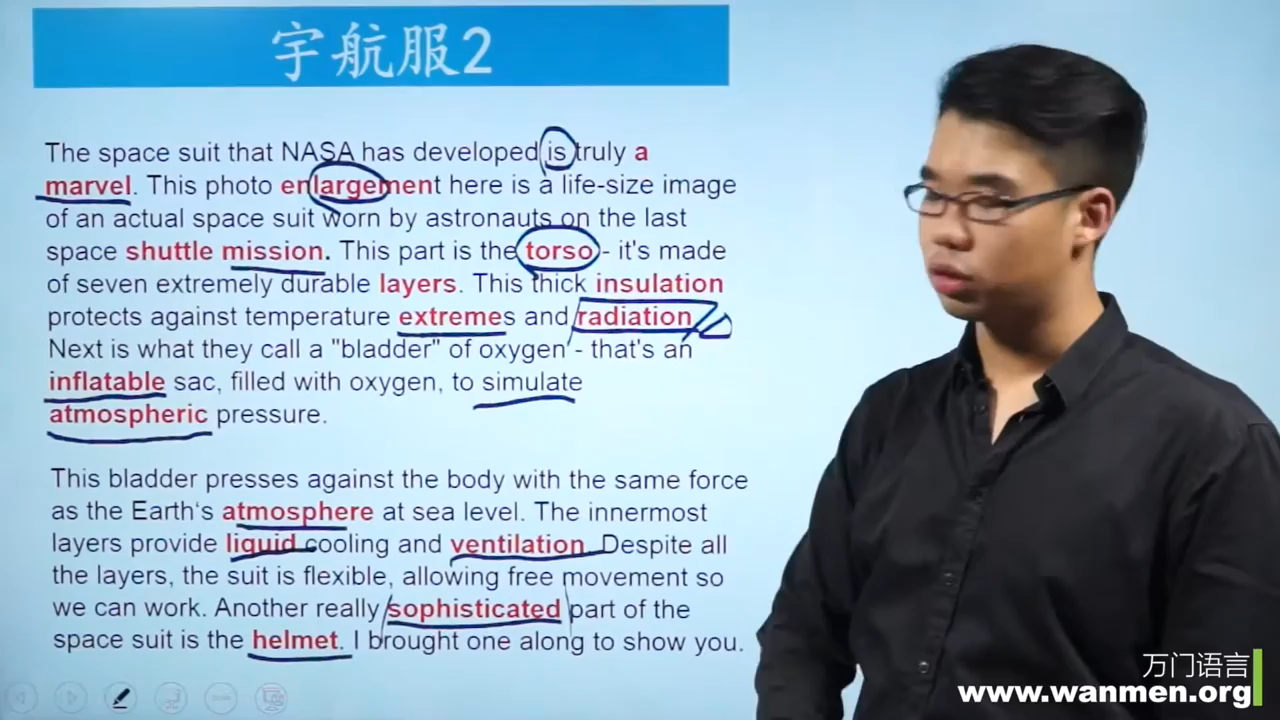 宇航服2
The space suit that NASA has developed is truly a
marvel. This photo enlargement here is a life-size image
of an actual space suit worn by astronauts on the last
space shuttle mission. This part is the torso - it's made
of seven extremely durable layers. This thick insulation
protects against temperature extremes and radiation
Next is what they call a "bladder" of oxygen - that's an
inflatable sac, filled with oxygen, to simulate
atmospheric pressure.
This bladder presses against the body with the same force
as the Earth‘s atmosphere at sea level. The innermost
layers provide liquid cooling and ventilation. Despite all
the layers, the suit is flexible, allowing free movement so
we can work. Another really sophisticated part of the
space suit is the helmet. I brought one along to show you.
万门语言
www.wanmen.org